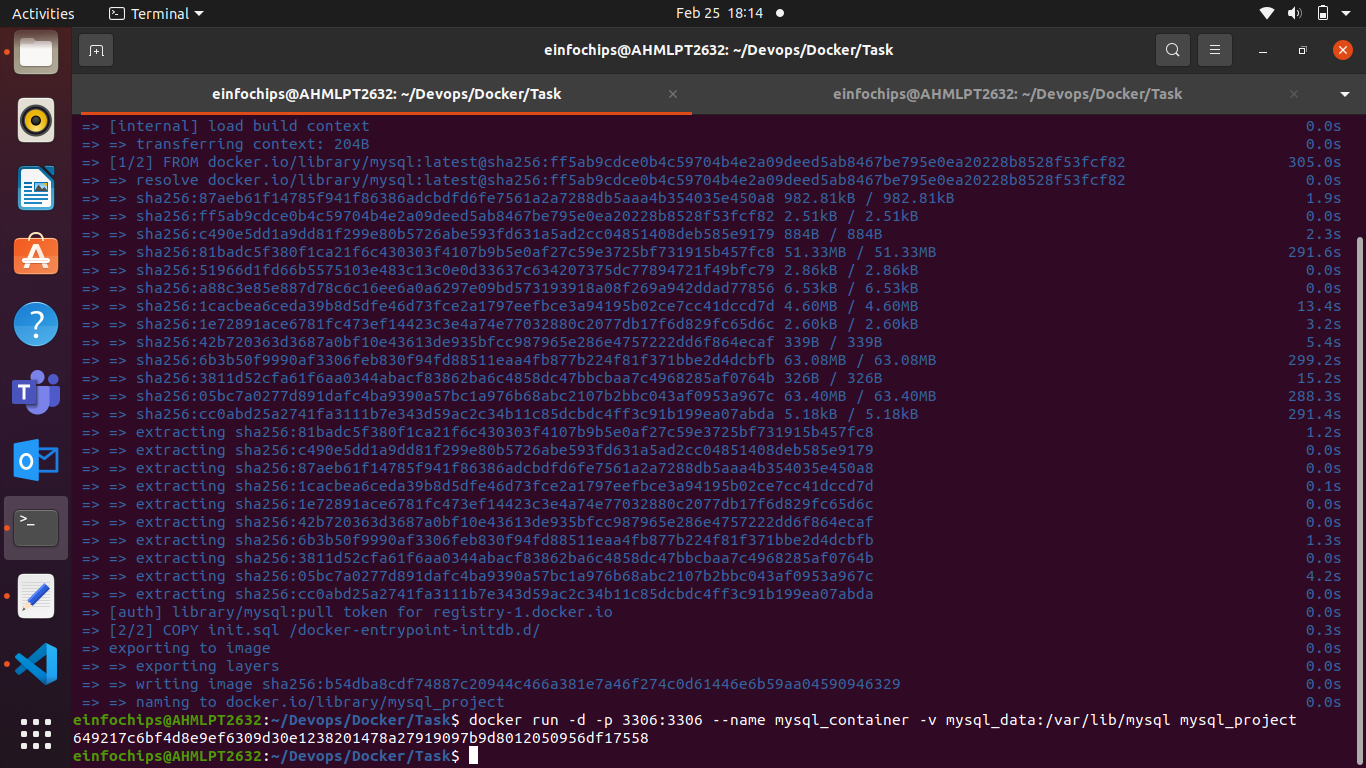 Activities
Terminal
Feb 25 18:14
einfochips@AHMLPT2632: ~/Devops/Docker/Task
einfochips@AHMLPT2632: ~/Devops/Docker/Task
einfochips@AHMLPT2632: ~/Devops/Docker/Task
=> [internal] load build context 0.0s
=> => transferring context: 204B 0.0s
=> [1/2] FROM docker.io/library/mysql:latest@sha256:ff5ab9cdce0b4c59704b4e2a09deed5ab8467be795e0ea20228b8528f53fcf82 305.0s
=> => resolve docker.io/library/mysql:latest@sha256:ff5ab9cdce0b4c59704b4e2a09deed5ab8467be795e0ea20228b8528f53fcf82 0.0s
=> => sha256:87aeb61f14785f941f86386adcbdfd6fe7561a2a7288db5aaa4b354035e450a8 982.81kB / 982.81kB 1.9s
=> => sha256:ff5ab9cdce0b4c59704b4e2a09deed5ab8467be795e0ea20228b8528f53fcf82 2.51kB / 2.51kB 0.0s
=> => sha256:c490e5dd1a9dd81f299e80b5726abe593fd631a5ad2cc04851408deb585e9179 884B / 884B 2.3s
=> => sha256:81badc5f380f1ca21f6c430303f4107b9b5e0af27c59e3725bf731915b457fc8 51.33MB / 51.33MB 291.6s
=> => sha256:51966d1fd66b5575103e483c13c0e0d33637c634207375dc77894721f49bfc79 2.86kB / 2.86kB 0.0s
=> => sha256:a88c3e85e887d78c6c16ee6a0a6297e09bd573193918a08f269a942ddad77856 6.53kB / 6.53kB 0.0s
=> => sha256:1cacbea6ceda39b8d5dfe46d73fce2a1797eefbce3a94195b02ce7cc41dccd7d 4.60MB / 4.60MB 13.4s
=> => sha256:1e72891ace6781fc473ef14423c3e4a74e77032880c2077db17f6d829fc65d6c 2.60kB / 2.60kB 3.2s
=> => sha256:42b720363d3687a0bf10e43613de935bfcc987965e286e4757222dd6f864ecaf 339B / 339B 5.4s
=> => sha256:6b3b50f9990af3306feb830f94fd88511eaa4fb877b224f81f371bbe2d4dcbfb 63.08MB / 63.08MB 299.2s
=> => sha256:3811d52cfa61f6aa0344abacf83862ba6c4858dc47bbcbaa7c4968285af0764b 326B / 326B 15.2s
=> => sha256:05bc7a0277d891dafc4ba9390a57bc1a976b68abc2107b2bbc043af0953a967c 63.40MB / 63.40MB 288.3s
=> => sha256:cc0abd25a2741fa3111b7e343d59ac2c34b11c85dcbdc4ff3c91b199ea07abda 5.18kB / 5.18kB 291.4s
=> => extracting sha256:81badc5f380f1ca21f6c430303f4107b9b5e0af27c59e3725bf731915b457fc8 1.2s
=> => extracting sha256:c490e5dd1a9dd81f299e80b5726abe593fd631a5ad2cc04851408deb585e9179 0.0s
=> => extracting sha256:87aeb61f14785f941f86386adcbdfd6fe7561a2a7288db5aaa4b354035e450a8 0.0s
=> => extracting sha256:1cacbea6ceda39b8d5dfe46d73fce2a1797eefbce3a94195b02ce7cc41dccd7d 0.1s
=> => extracting sha256:1e72891ace6781fc473ef14423c3e4a74e77032880c2077db17f6d829fc65d6c 0.0s
=> => extracting sha256:42b720363d3687a0bf10e43613de935bfcc987965e286e4757222dd6f864ecaf 0.0s
=> => extracting sha256:6b3b50f9990af3306feb830f94fd88511eaa4fb877b224f81f371bbe2d4dcbfb 1.3s
=> => extracting sha256:3811d52cfa61f6aa0344abacf83862ba6c4858dc47bbcbaa7c4968285af0764b 0.0s
=> => extracting sha256:05bc7a0277d891dafc4ba9390a57bc1a976b68abc2107b2bbc043af0953a967c 4.2s
=> => extracting sha256:cc0abd25a2741fa3111b7e343d59ac2c34b11c85dcbdc4ff3c91b199ea07abda 0.0s
=> [auth] library/mysql:pull token for registry-1.docker.io 0.0s
=> [2/2] COPY init.sql /docker-entrypoint-initdb.d/ 0.3s
=> exporting to image 0.0s
=> => exporting layers 0.0s
=> => writing image sha256:b54dba8cdf74887c20944c466a381e7a46f274c0d61446e6b59aa04590946329 0.0s
=> => naming to docker.io/library/mysql_project 0.0s
einfochips@AHMLPT2632:~/Devops/Docker/Task$ docker run -d -p 3306:3306 --name mysql_container -v mysql_data:/var/lib/mysql mysql_project
649217c6bf4d8e9ef6309d30e1238201478a27919097b9d8012050956df17558
einfochips@AHMLPT2632:~/Devops/Docker/Task$